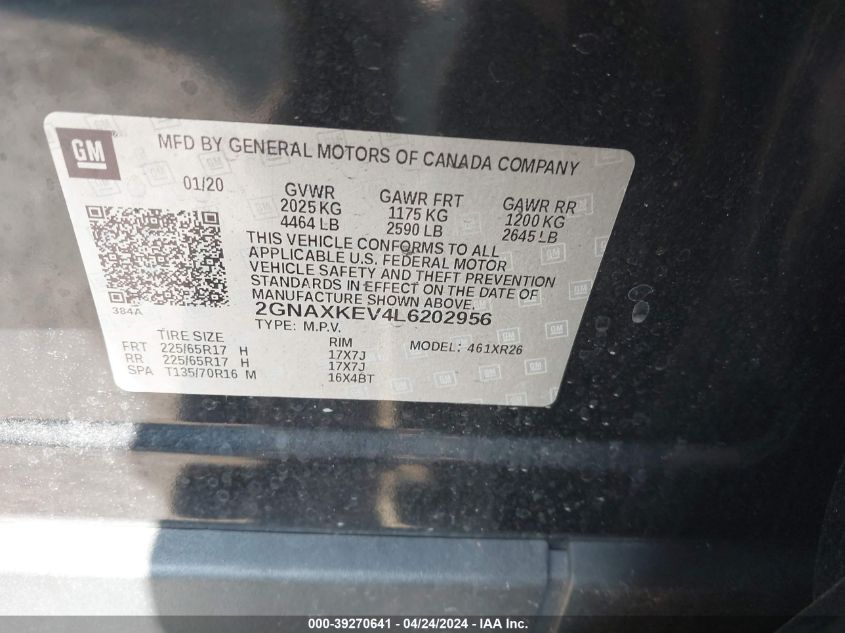 GM
MFD BY GENERAL MOTORS OF CANADA COMPANY
01/20 GVWR GAWR FRT GAWR RR
2025 KG 1175 KG 1200 KG
4464 LB 2590 LB 2645 LB
THIS VEHICLE CONFORMS TO ALL
APPLICABLE U.S. FEDERAL MOTOR
VEHICLE SAFETY AND THEFT PREVENTION
STANDARDS IN EFFECT ON THE DATE OF
MANUFACTURE SHOWN ABOVE.
384A 2GNAXKEV4L6202956
TYPE: M.P.V. MODEL: 461XR26
TIRE SIZE RIM
FRT 225/65R17 H 17X7J
RR 225/65R17 H 17X7J
SPA T135/70R16 M 16X4BT
000-39270641 - 04/24/2024 - IAAI.COM